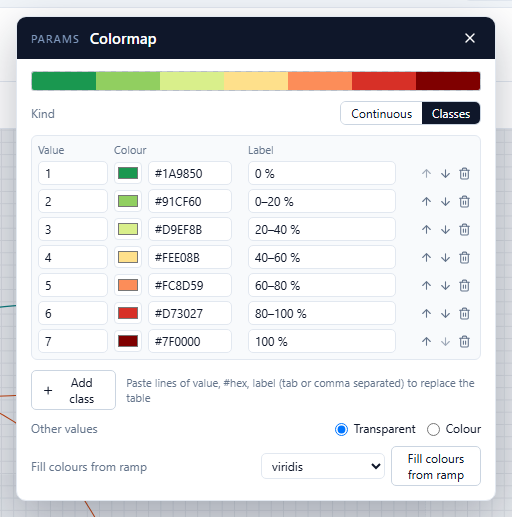 PARAMS Colormap
Kind Continuous Classes
Value Colour Label
1 #1A9850 0 %
2 #91CF60 0–20 %
3 #D9EF8B 20–40 %
4 #FEE08B 40–60 %
5 #FC8D59 60–80 %
6 #D73027 80–100 %
7 #7F0000 100 %
+ Add class
Paste lines of value, #hex, label (tab or comma separated) to replace the
table
Other values Transparent Colour
Fill colours from ramp viridis Fill colours
from ramp